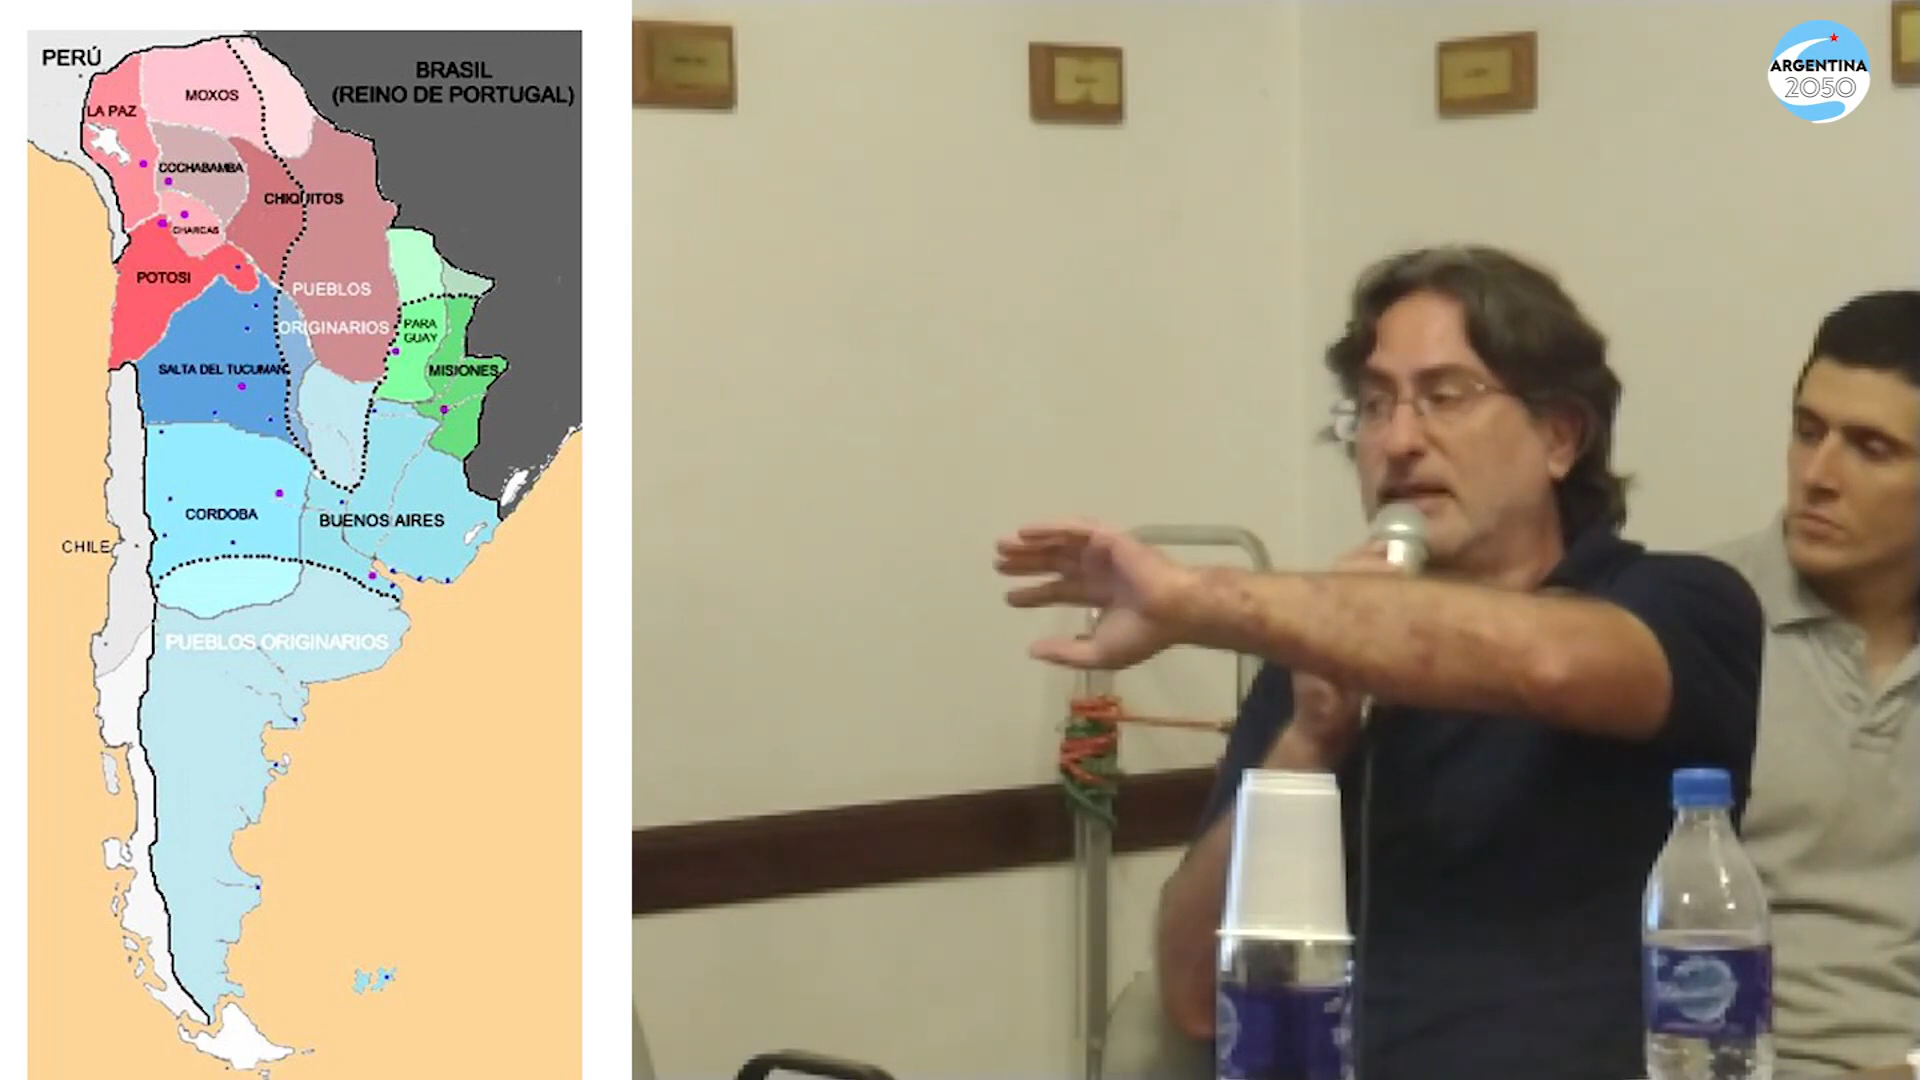 PERÚ
BRASIL
(REINO DE PORTUGAL)
MOXOS
LA PAZ
COCHABAMBA
CHIQUITOS
CHARCAS
POTOSI
PUEBLOS
ORIGINARIOS
PARA
GUAY
SALTA DEL TUCUMAN
MISIONES
CORDOBA
BUENOS AIRES
CHILE
PUEBLOS ORIGINARIOS
ARGENTINA
2050